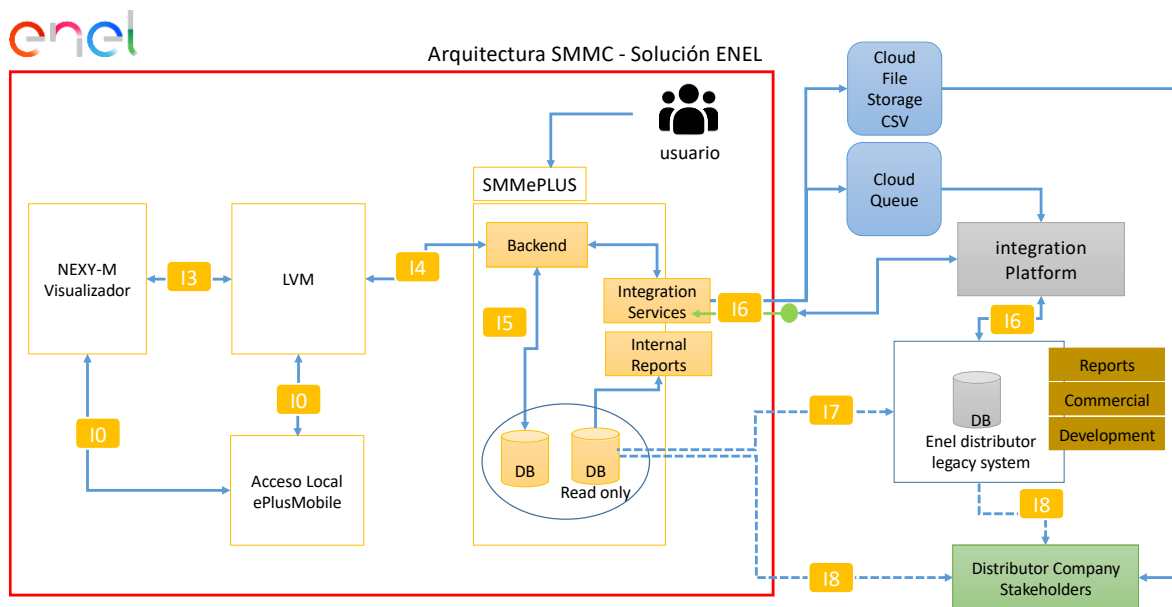 enel
Arquitectura SMMC - Solución ENEL
usuario
SMMePLUS
Cloud
File
Storage
CSV
Cloud
Queue
integration
Platform
NEXY-M
Visualizador
I3
LVM
I4
Backend
I5
Integration
Services
I6
Internal
Reports
I0
I0
Acceso Local
ePlusMobile
DB
DB
Read only
I7
I6
DB
Enel distributor
legacy system
Reports
Commercial
Development
I8
I8
Distributor Company
Stakeholders